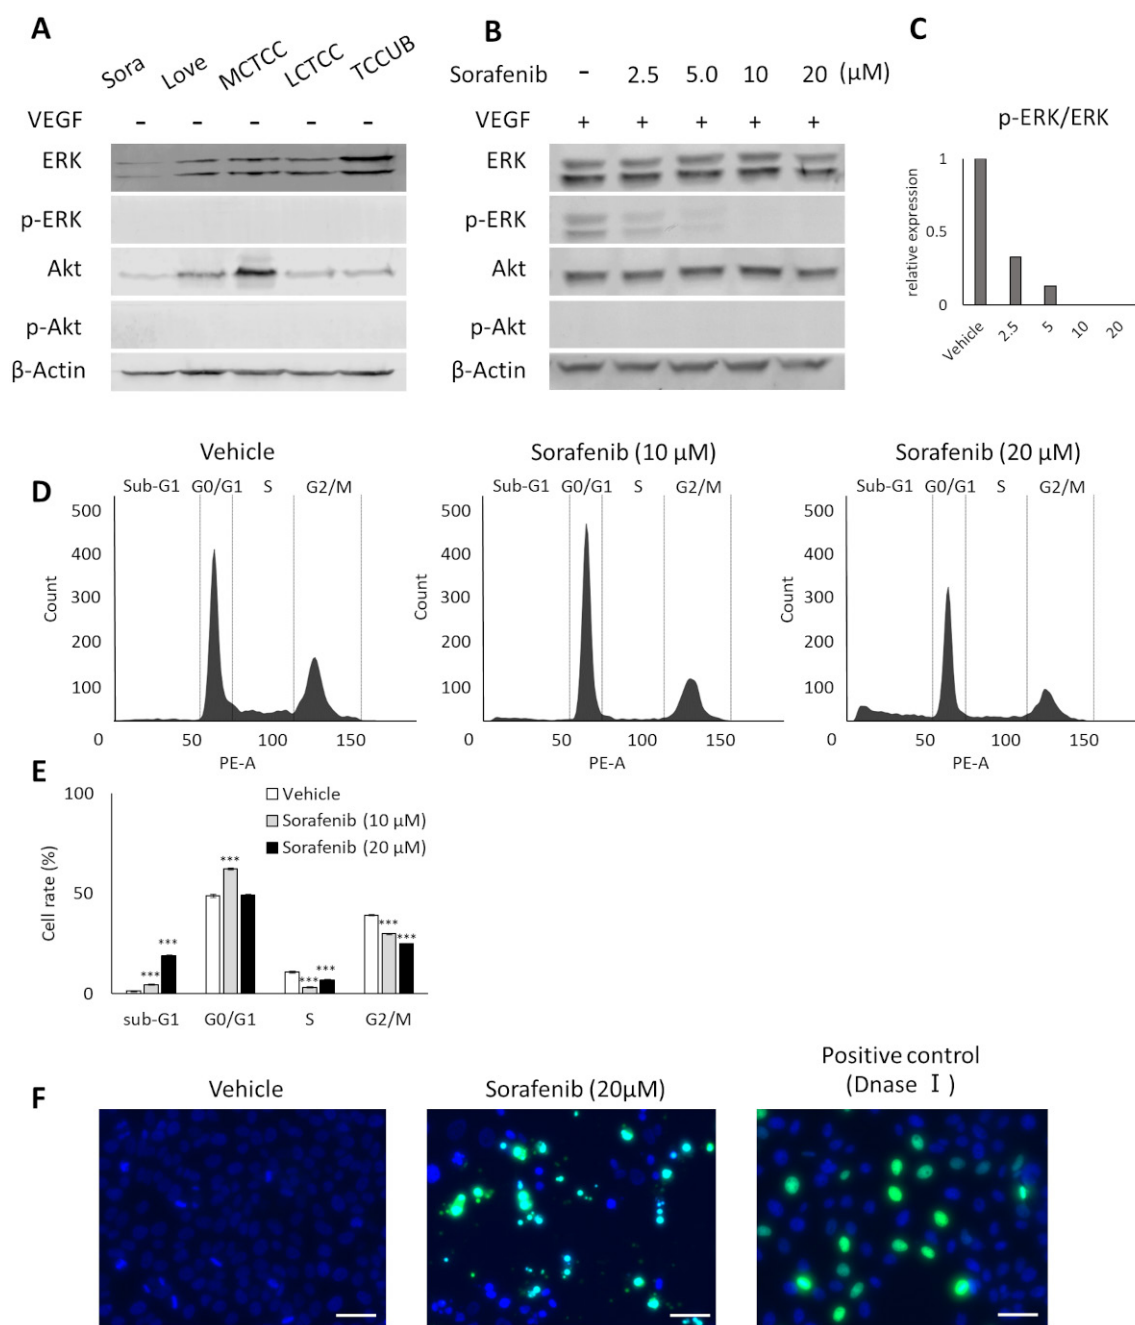 A
Sora Love MCTCC LCTCC TCCUB
VEGF - - - - -
ERK
p-ERK
Akt
p-Akt
β-Actin
B
Sorafenib - 2.5 5.0 10 20 (μM)
VEGF + + + + +
ERK
p-ERK
Akt
p-Akt
β-Actin
C
p-ERK/ERK
relative expression
1
0.5
0
Vehicle 2.5 5 10 20
D
Vehicle
Sub-G1 G0/G1 S G2/M
Count
500
400
300
200
100
0 50 100 150
PE-A
Sorafenib (10 μM)
Sub-G1 G0/G1 S G2/M
Count
500
400
300
200
100
0 50 100 150
PE-A
Sorafenib (20 μM)
Sub-G1 G0/G1 S G2/M
Count
500
400
300
200
100
0 50 100 150
PE-A
E
Cell rate (%)
100
50
0
Vehicle
Sorafenib (10 μM)
Sorafenib (20 μM)
*** *** *** *** *** *** ***
sub-G1 G0/G1 S G2/M
F
Vehicle
Sorafenib (20μM)
Positive control
(Dnase Ⅰ)